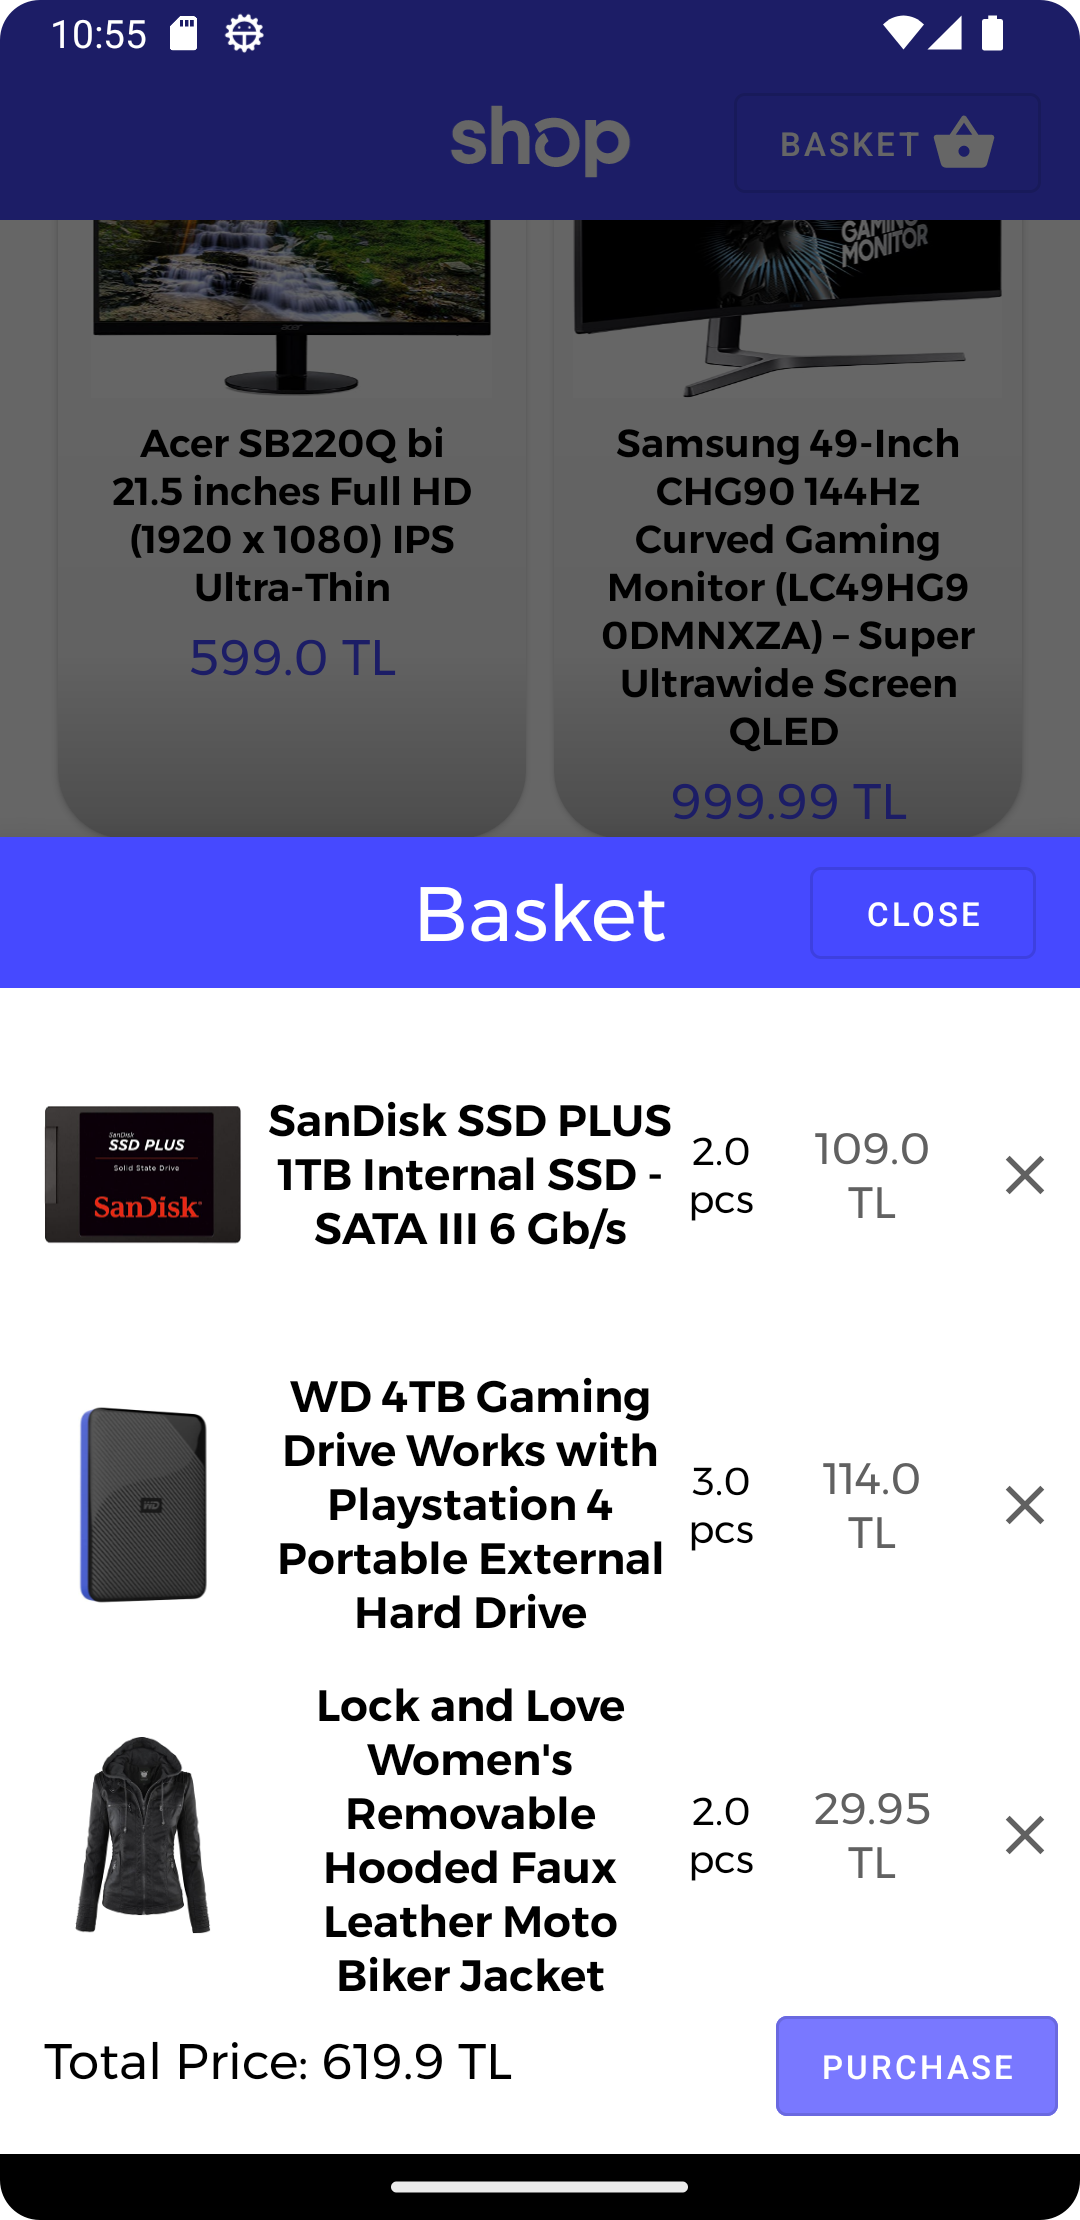 10:55
shop
BASKET
GAMING
MONITOR
acer
Acer SB220Q bi
21.5 inches Full HD
(1920 x 1080) IPS
Ultra-Thin
599.0 TL
Samsung 49-Inch
CHG90 144Hz
Curved Gaming
Monitor (LC49HG9
0DMNXZA) – Super
Ultrawide Screen
QLED
999.99 TL
Basket
CLOSE
SanDisk
SSD PLUS
Solid State Drive
SanDisk
SanDisk SSD PLUS
1TB Internal SSD -
SATA III 6 Gb/s
2.0
pcs
109.0
TL
WD
WD 4TB Gaming
Drive Works with
Playstation 4
Portable External
Hard Drive
3.0
pcs
114.0
TL
Lock and Love
Women's
Removable
Hooded Faux
Leather Moto
Biker Jacket
2.0
pcs
29.95
TL
Total Price: 619.9 TL
PURCHASE